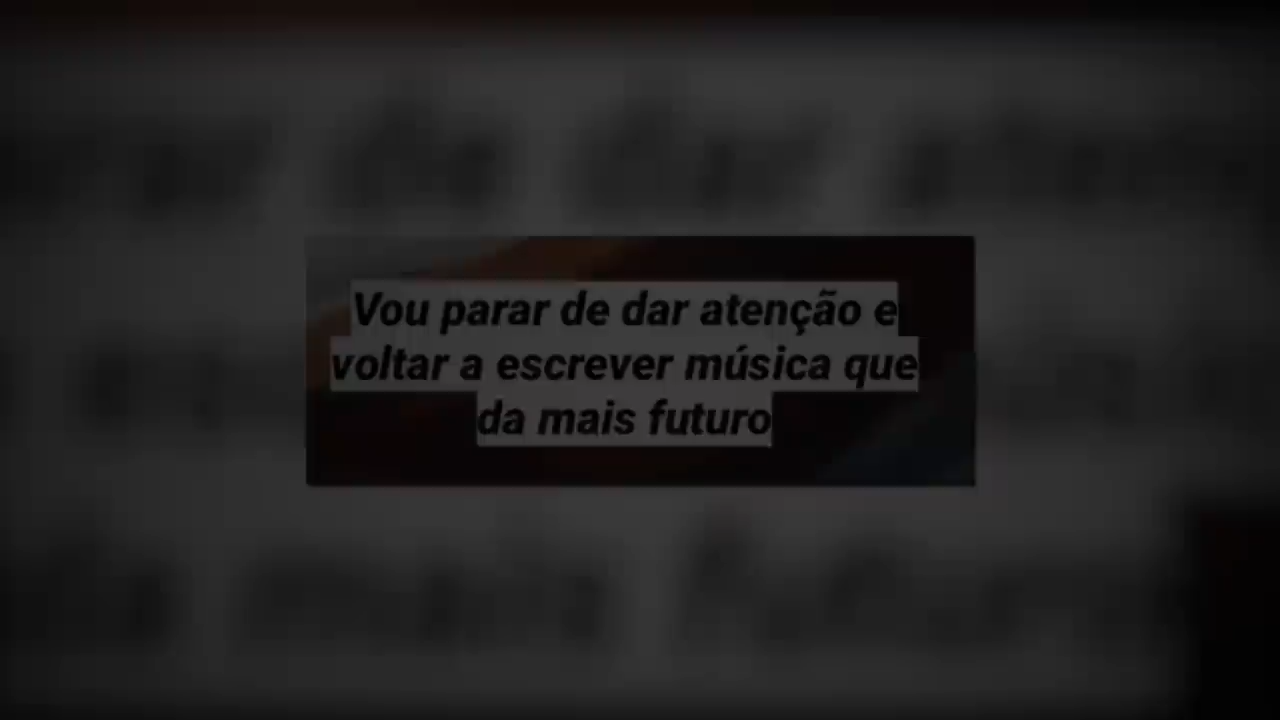 Vou parar de dar atenção e
voltar a escrever música que
da mais futuro